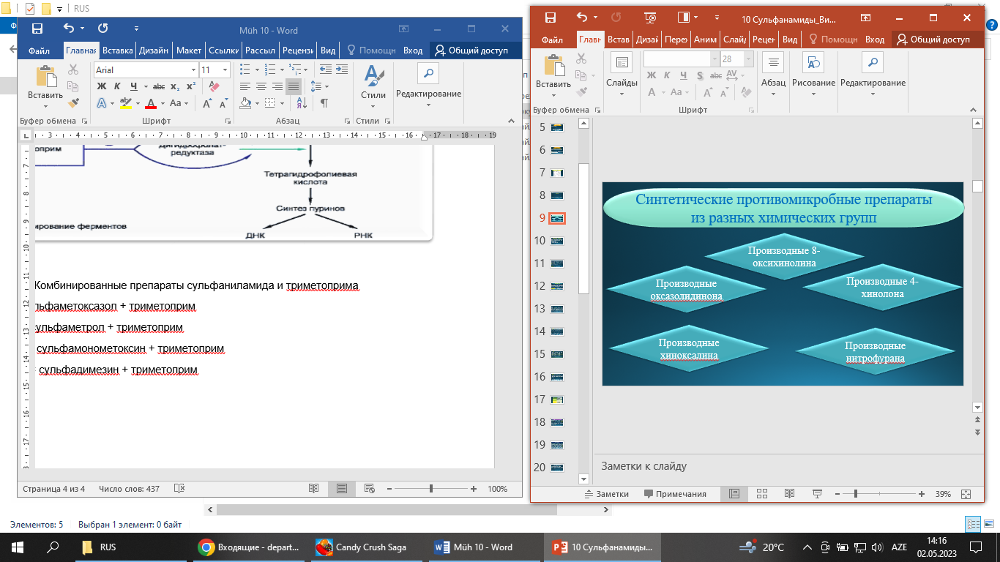 RUS
Müh 10 - Word
Файл
Главная
Вставка
Дизайн
Макет
Ссылки
Рассыл
Рецензи
Вид
Помощн
Вход
Общий доступ
Вставить
Буфер обмена
Arial
11
Ж К Ч abc x₂ x²
Aa
Шрифт
Абзац
Стили
Стили
Редактирование
3 4 5 6 7 8 9 10 11 12 13 14 15 16 17 18 19
оприм
Дигидрофолат-
редуктаза
Тетрагидрофолиевая
кислота
Синтез пуринов
ирование ферментов
ДНК
РНК
Комбинированные препараты сульфаниламида и триметоприма
льфаметоксазол + триметоприм
сульфаметрол + триметоприм
сульфамонометоксин + триметоприм
сульфадимезин + триметоприм
Страница 4 из 4
Число слов: 437
100%
10 Сульфанамиды_Ви...
Файл
Главн
Встав
Дизай
Перех
Аним
Слайд
Рецен
Вид
Помощн
Вход
Общий доступ
Вставить
Буфер обмена
Слайды
28
Ж К Ч S abc AV
Aa
Шрифт
Абзац
Рисование
Редактирование
5
6
7
8
9
10
11
12
13
14
15
16
17
18
19
20
Синтетические противомикробные препараты
из разных химических групп
Производные 8-
оксихинолина
Производные
оксазолидинона
Производные 4-
хинолона
Производные
хиноксалина
Производные
нитрофурана
Заметки к слайду
Заметки
Примечания
39%
Элементов: 5
Выбран 1 элемент: 0 байт
RUS
Входящие - depart...
Candy Crush Saga
Müh 10 - Word
10 Сульфанамиды...
20°C
AZE
14:16
02.05.2023